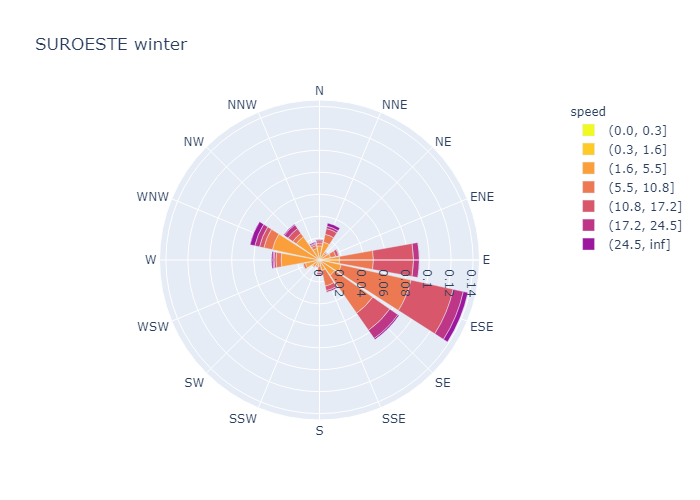 SUROESTE winter
N
NNE
NE
ENE
E
ESE
SE
SSE
S
SSW
SW
WSW
W
WNW
NW
NNW
0
0.02
0.04
0.06
0.08
0.1
0.12
0.14
speed
(0.0, 0.3]
(0.3, 1.6]
(1.6, 5.5]
(5.5, 10.8]
(10.8, 17.2]
(17.2, 24.5]
(24.5, inf]